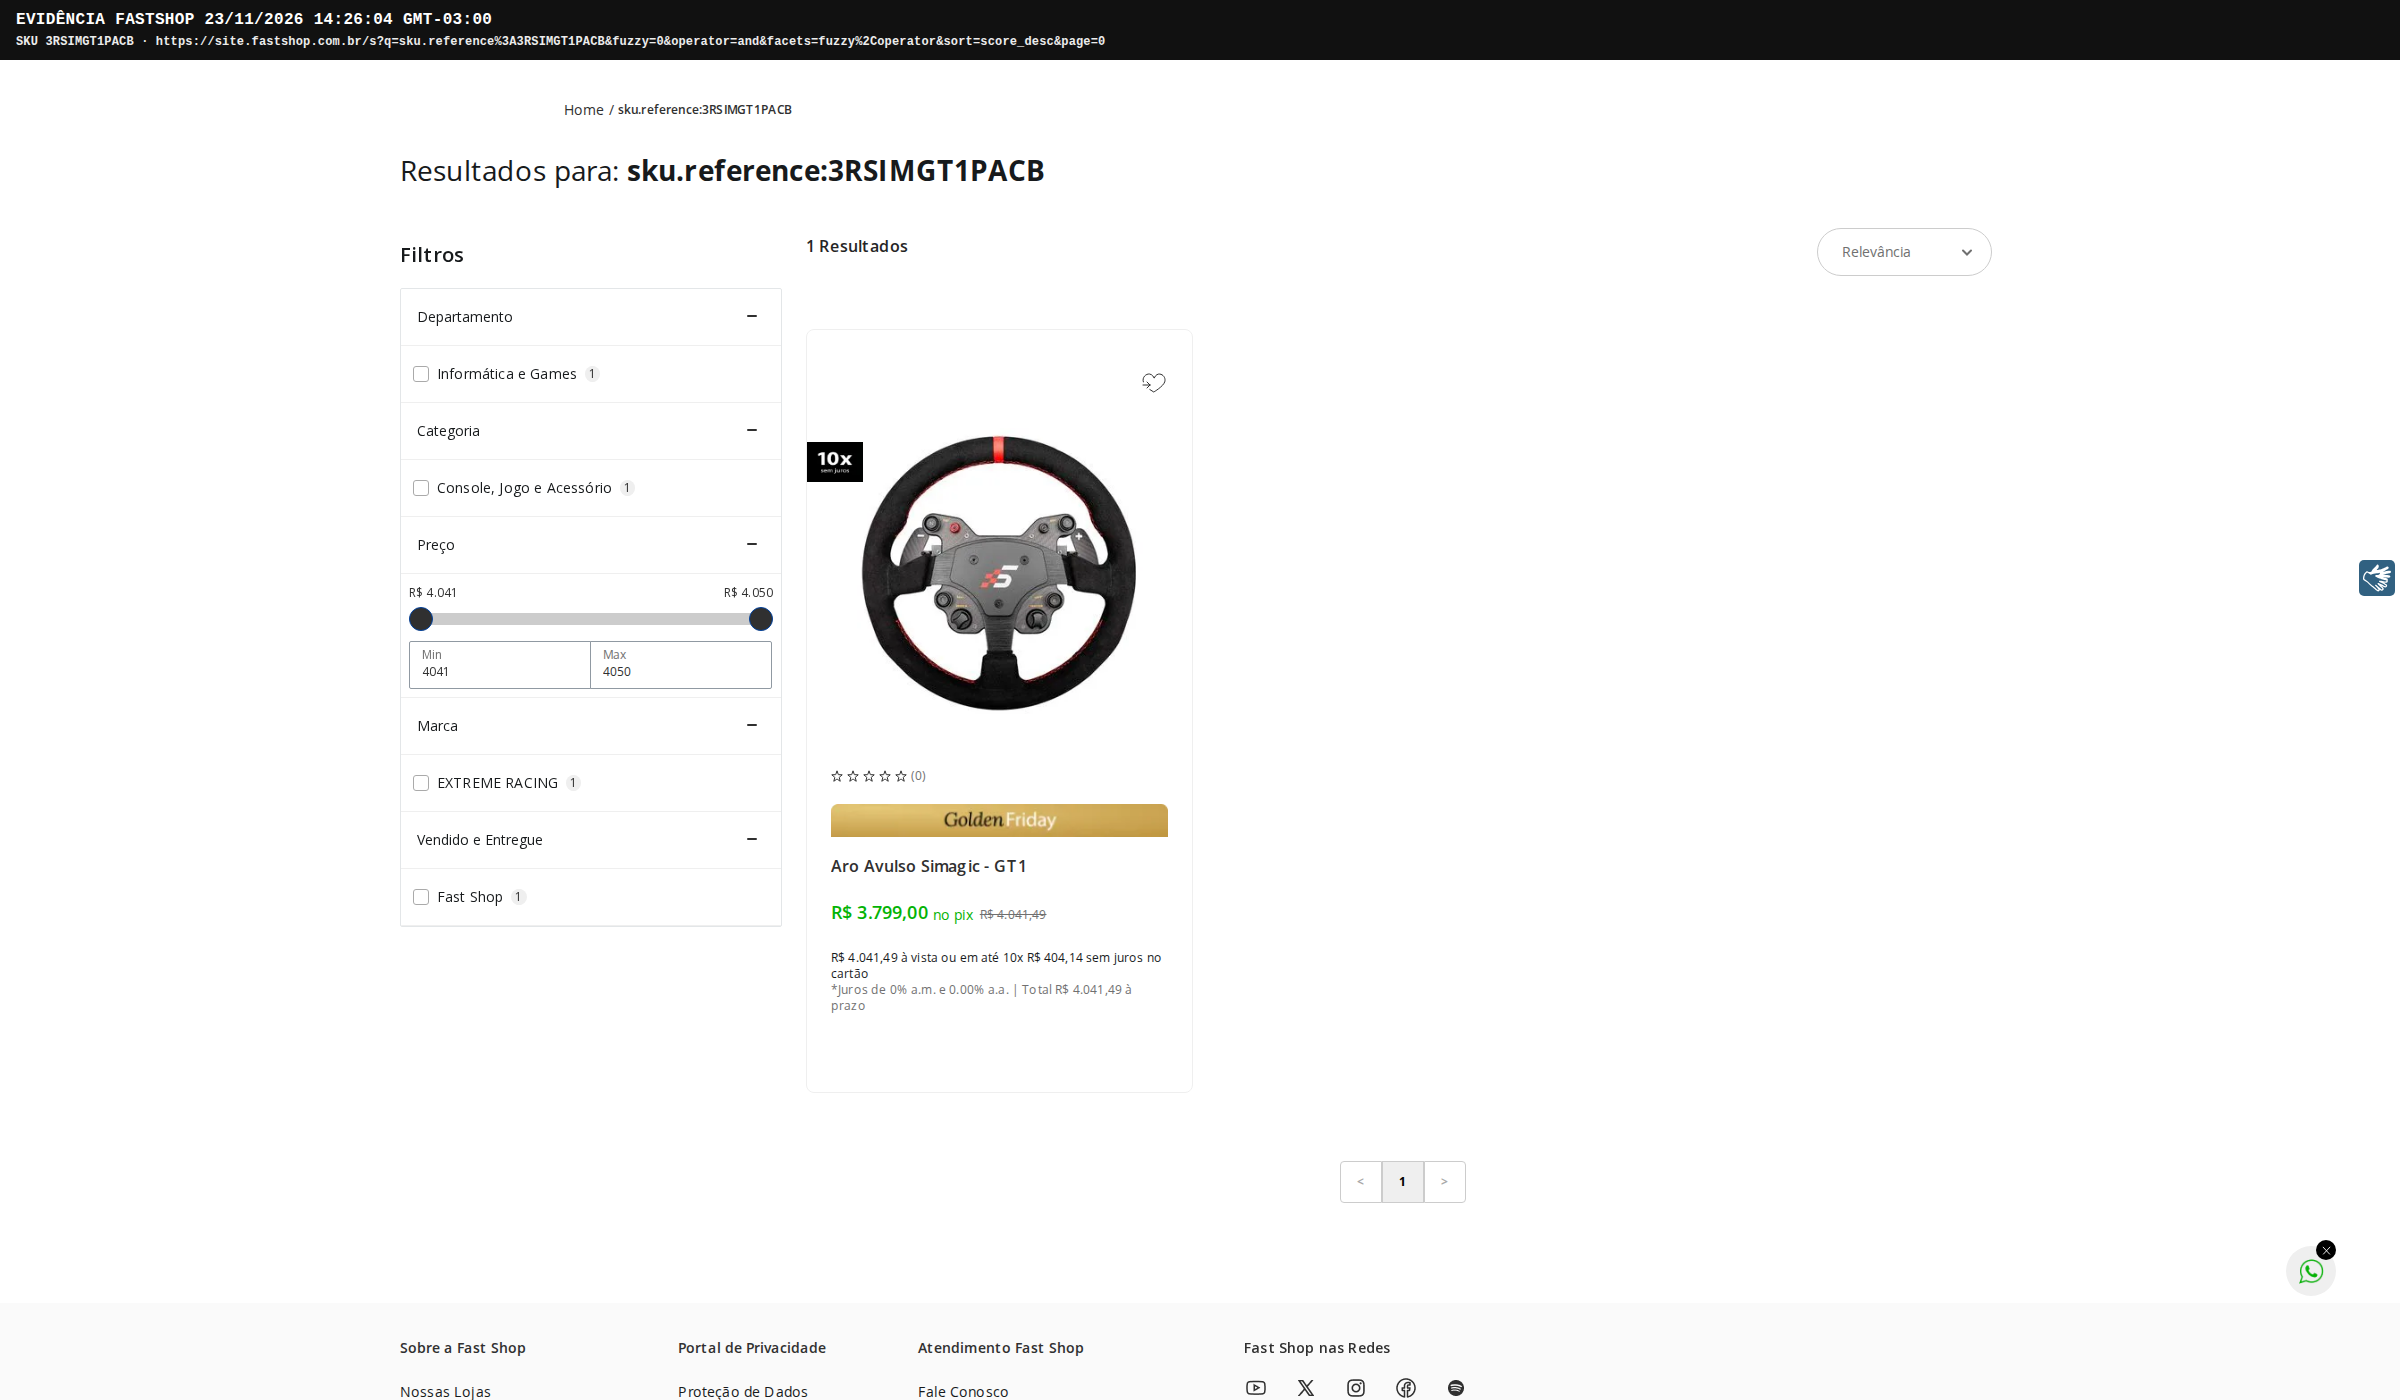 EVIDÊNCIA FASTSHOP 23/11/2026 14:26:04 GMT-03:00
SKU 3RSIMGT1PACB · https://site.fastshop.com.br/s?q=sku.reference%3A3RSIMGT1PACB&fuzzy=0&operator=and&facets=fuzzy%2Coperator&sort=score_desc&page=0
Home / sku.reference:3RSIMGT1PACB
Resultados para: sku.reference:3RSIMGT1PACB
Filtros
1 Resultados
Relevância
Departamento
Informática e Games 1
Categoria
Console, Jogo e Acessório 1
Preço
R$ 4.041
R$ 4.050
Min
4041
Max
4050
Marca
EXTREME RACING 1
Vendido e Entregue
Fast Shop 1
10x
sem juros
(0)
Golden Friday
Aro Avulso Simagic - GT1
R$ 3.799,00 no pix R$ 4.041,49
R$ 4.041,49 à vista ou em até 10x R$ 404,14 sem juros no
cartão
*Juros de 0% a.m. e 0.00% a.a. | Total R$ 4.041,49 à
prazo
< 1 >
Sobre a Fast Shop
Portal de Privacidade
Atendimento Fast Shop
Fast Shop nas Redes
Nossas Lojas
Proteção de Dados
Fale Conosco